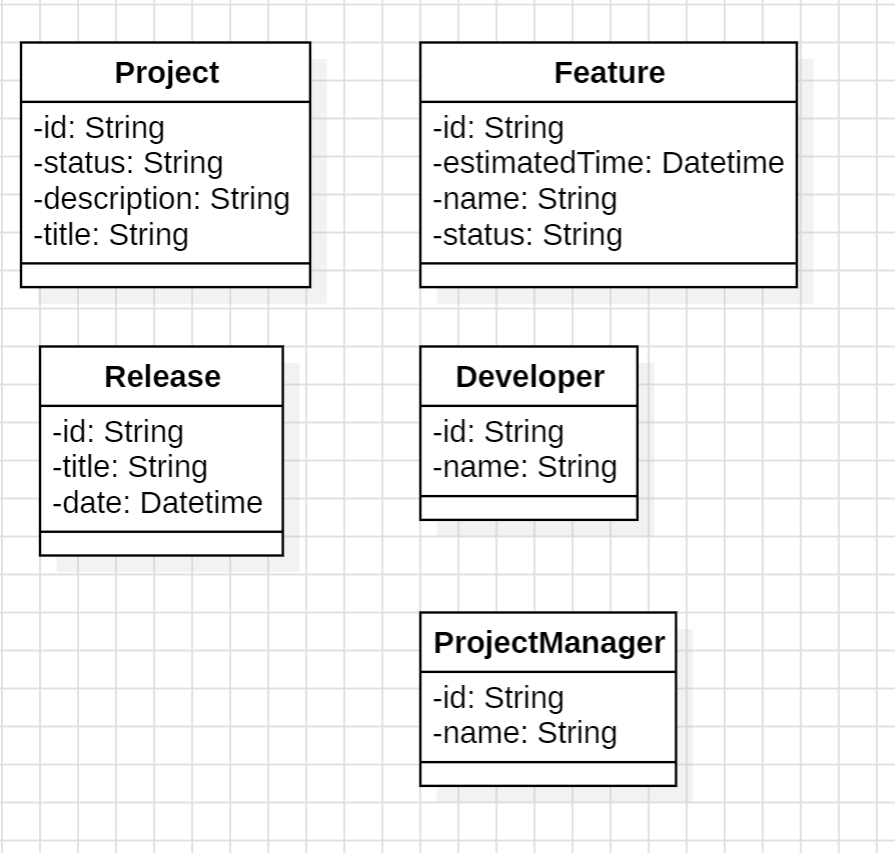 Project
-id: String
-status: String
-description: String
-title: String
Feature
-id: String
-estimatedTime: Datetime
-name: String
-status: String
Release
-id: String
-title: String
-date: Datetime
Developer
-id: String
-name: String
ProjectManager
-id: String
-name: String